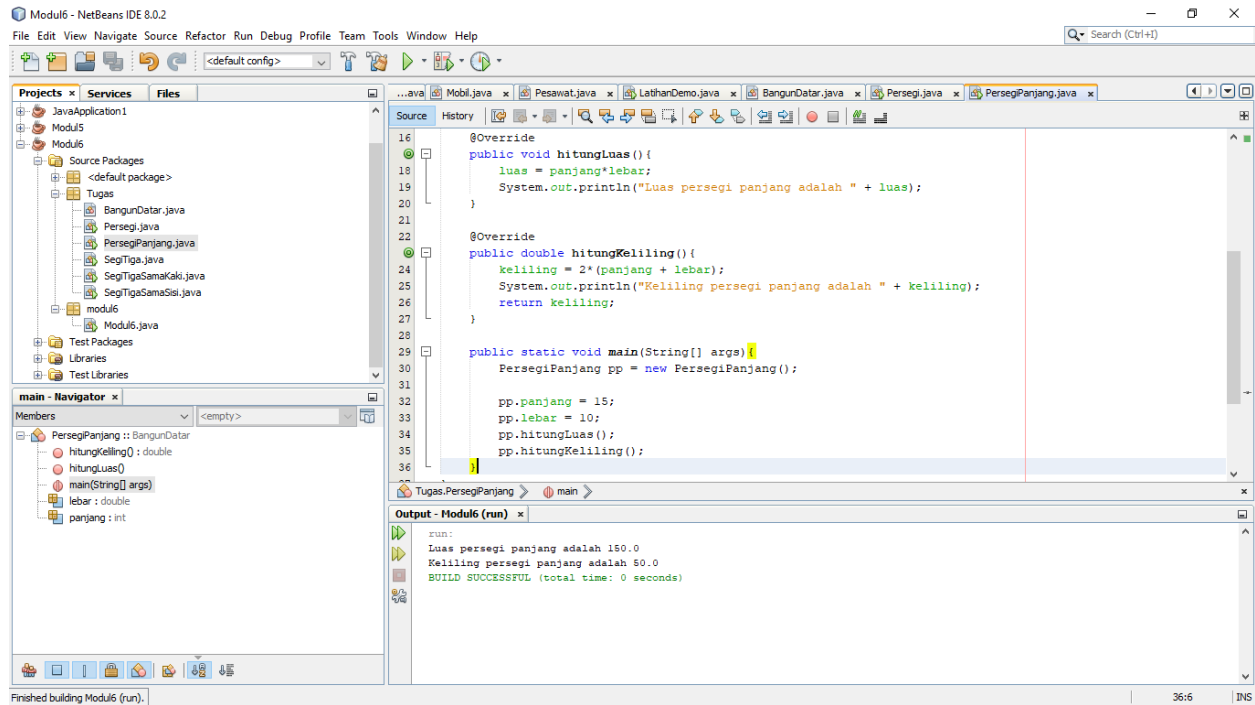 Modul6 - NetBeans IDE 8.0.2
File Edit View Navigate Source Refactor Run Debug Profile Team Tools Window Help
Search (Ctrl+I)
<default config>
Projects Services Files
JavaApplication1
Modul5
Modul6
Source Packages
<default package>
Tugas
BangunDatar.java
Persegi.java
PersegiPanjang.java
SegiTiga.java
SegiTigaSamaKaki.java
SegiTigaSamaSisi.java
modul6
Modul6.java
Test Packages
Libraries
Test Libraries
main - Navigator
Members <empty>
PersegiPanjang :: BangunDatar
hitungKeliling() : double
hitungLuas()
main(String[] args)
lebar : double
panjang : int
...ava Mobil.java Pesawat.java LatihanDemo.java BangunDatar.java Persegi.java PersegiPanjang.java
Source History
16 @Override
public void hitungLuas(){
18 luas = panjang*lebar;
19 System.out.println("Luas persegi panjang adalah " + luas);
20 }
21
22 @Override
public double hitungKeliling(){
24 keliling = 2*(panjang + lebar);
25 System.out.println("Keliling persegi panjang adalah " + keliling);
26 return keliling;
27 }
28
29 public static void main(String[] args){
30 PersegiPanjang pp = new PersegiPanjang();
31
32 pp.panjang = 15;
33 pp.lebar = 10;
34 pp.hitungLuas();
35 pp.hitungKeliling();
36 }
Tugas.PersegiPanjang main
Output - Modul6 (run)
run:
Luas persegi panjang adalah 150.0
Keliling persegi panjang adalah 50.0
BUILD SUCCESSFUL (total time: 0 seconds)
Finished building Modul6 (run).
36:6 INS